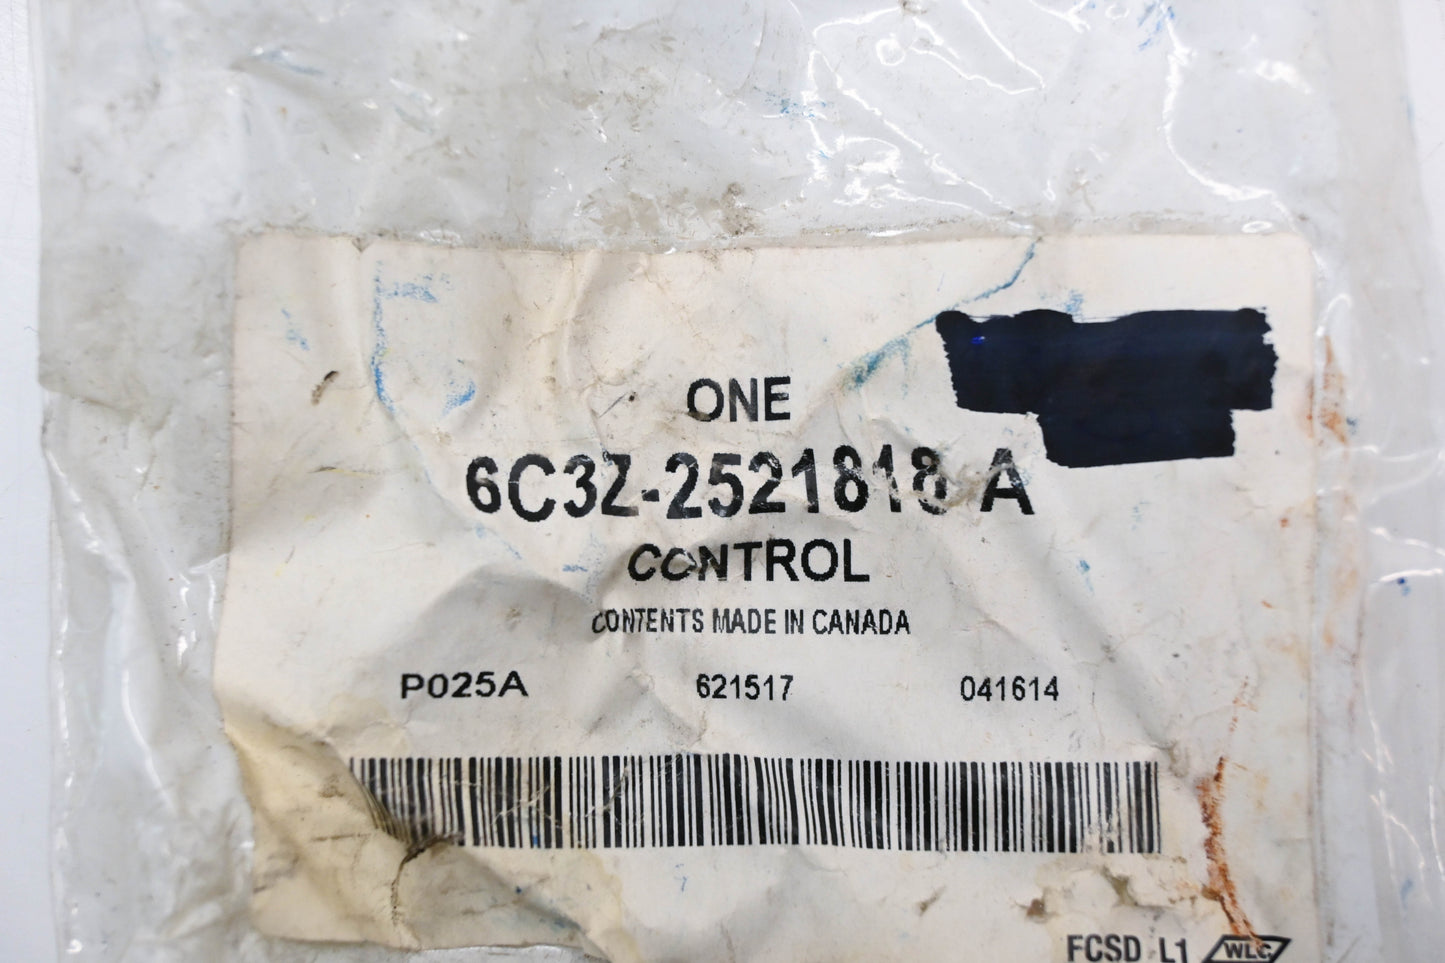 ONE
6C3Z-2521818-A
CONTROL
CONTENTS MADE IN CANADA
P025A 621517 041614
FCSD L1 WLC